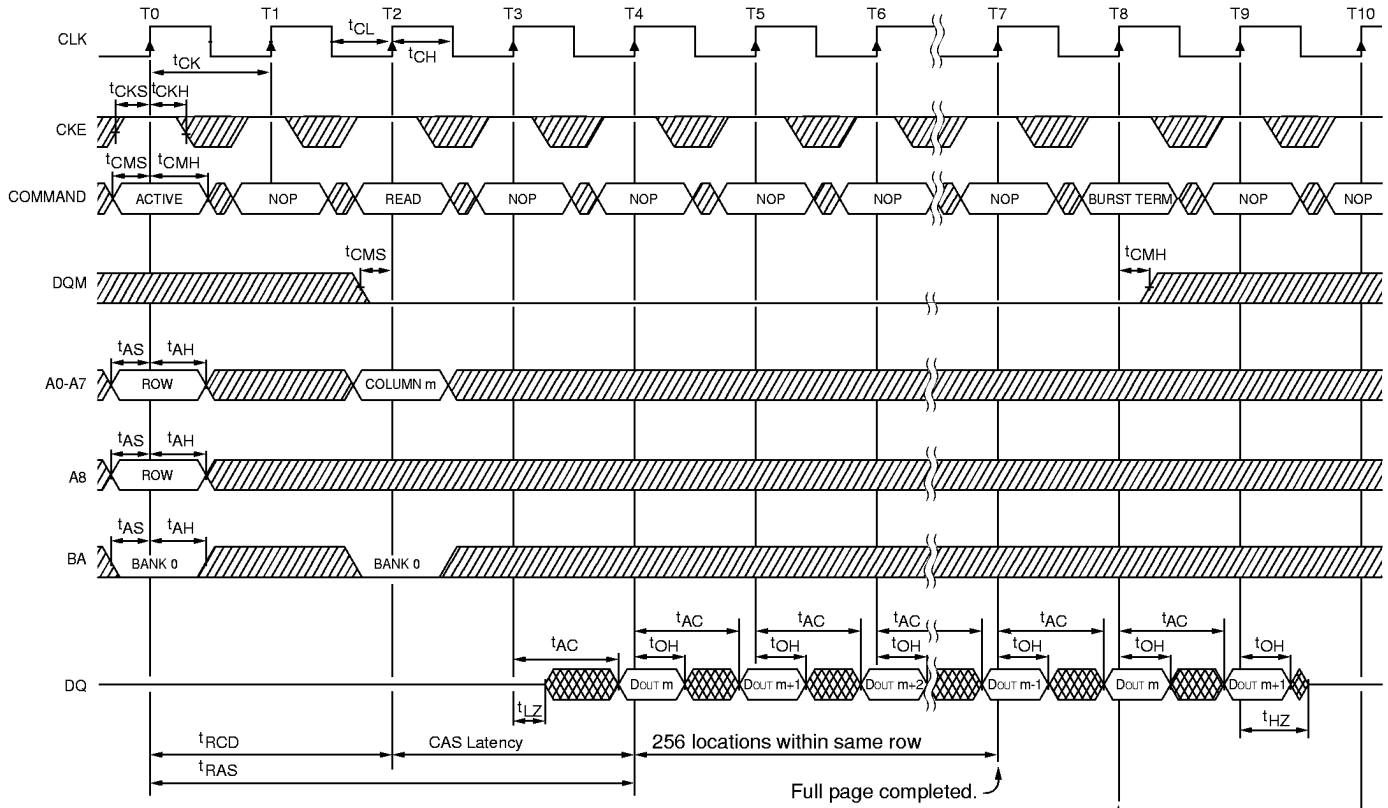 T0 T1 T2 T3 T4 T5 T6 T7 T8 T9 T10
CLK tCL tCH
tCK
tCKS tCKH
CKE
tCMS tCMH
COMMAND ACTIVE NOP READ NOP NOP NOP NOP NOP BURST TERM NOP NOP
tCMS tCMH
DQM
tAS tAH
A0-A7 ROW COLUMN m
tAS tAH
A8 ROW
tAS tAH
BA BANK 0 BANK 0
tAC tAC tAC tAC tAC tAC
tOH tOH tOH tOH tOH tOH
DQ DOUT m DOUT m+1 DOUT m+2 DOUT m-1 DOUT m DOUT m+1
tLZ tHZ
tRCD CAS Latency 256 locations within same row
tRAS
Full page completed.